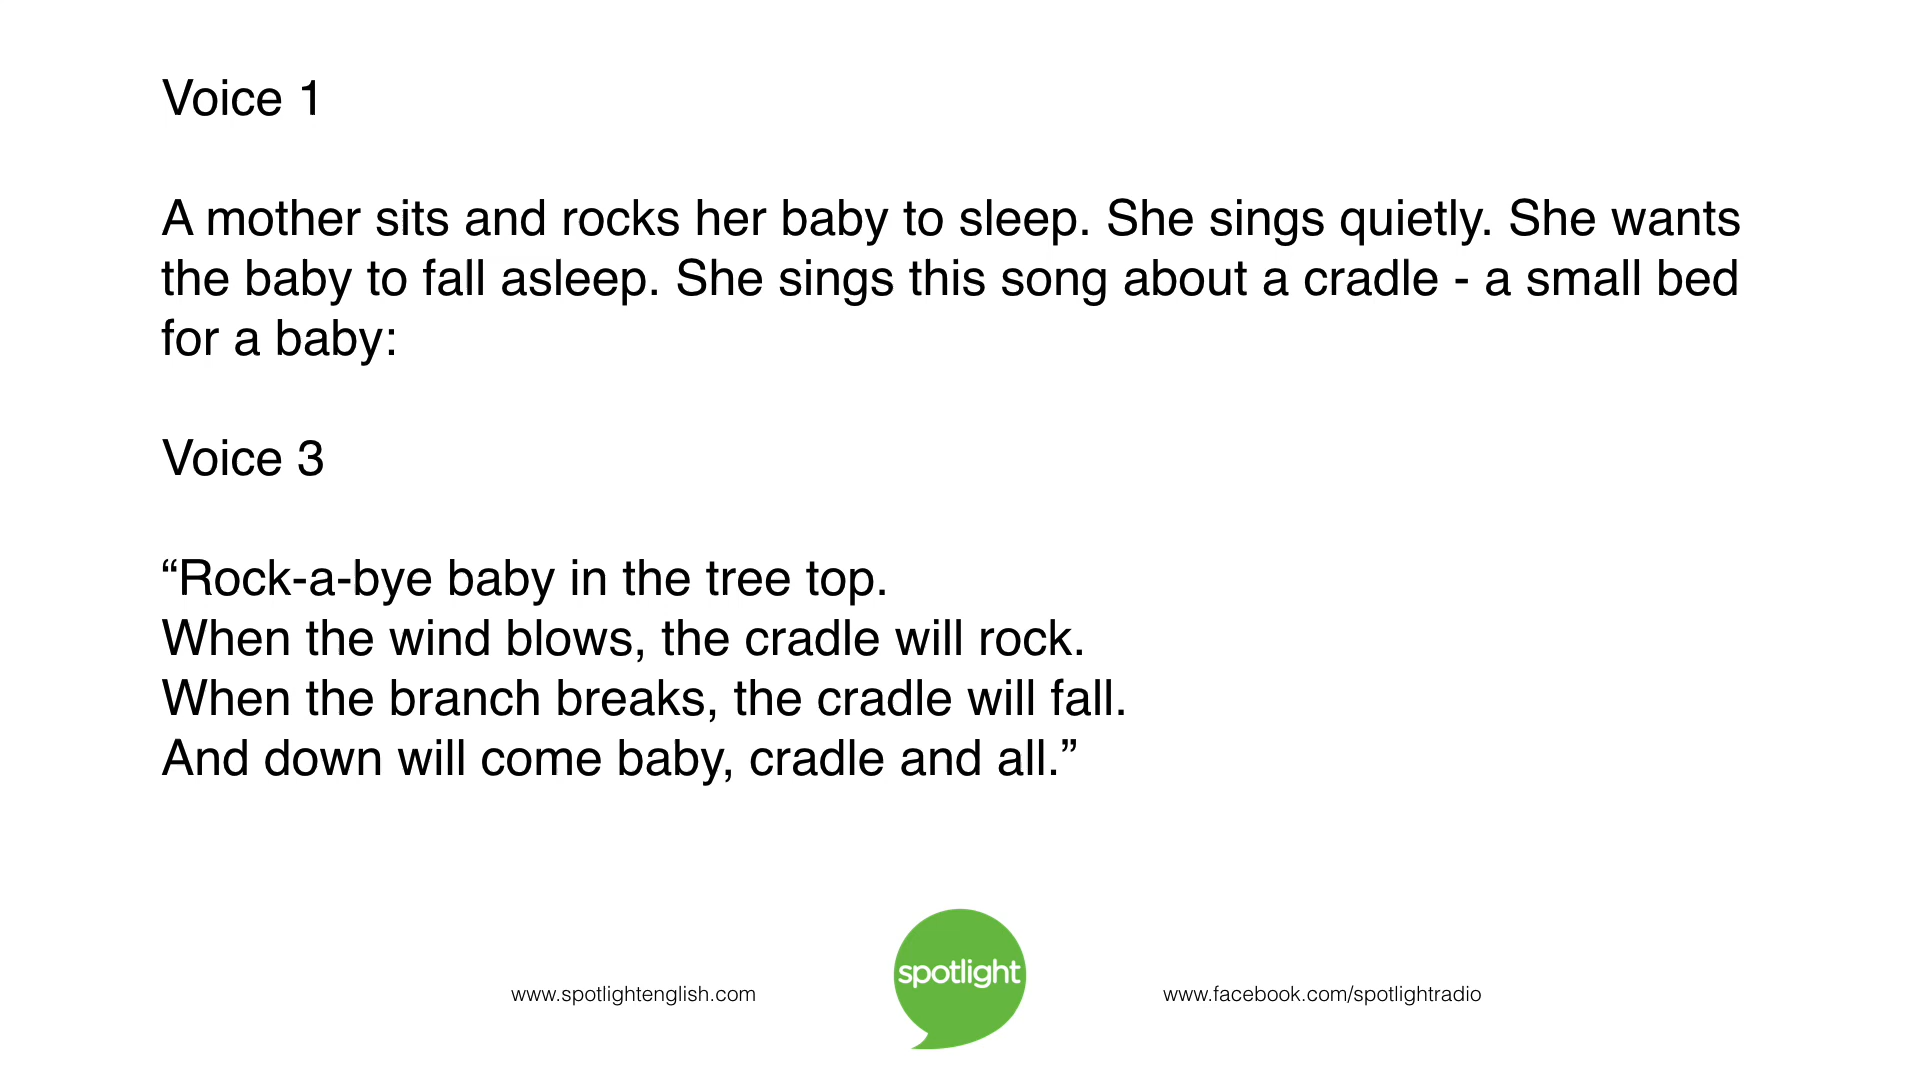 Voice 1
A mother sits and rocks her baby to sleep. She sings quietly. She wants
the baby to fall asleep. She sings this song about a cradle - a small bed
for a baby:
Voice 3
“Rock-a-bye baby in the tree top.
When the wind blows, the cradle will rock.
When the branch breaks, the cradle will fall.
And down will come baby, cradle and all.”
spotlight
www.spotlightenglish.com
www.facebook.com/spotlightradio